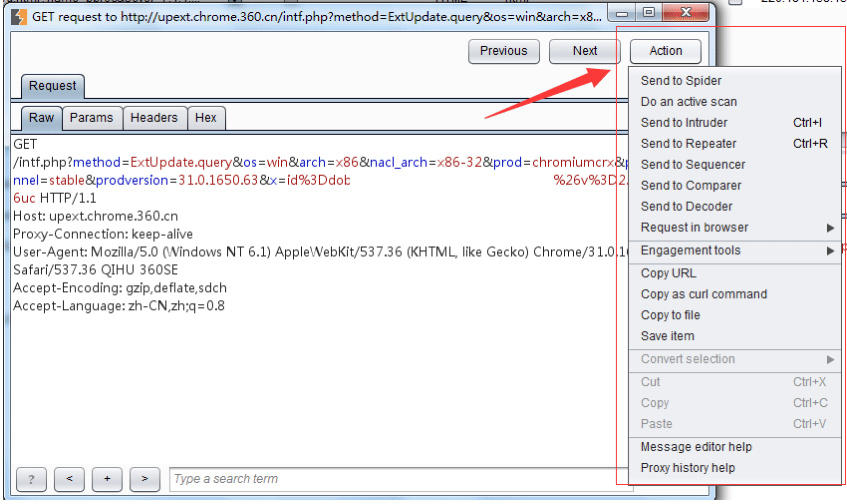 GET request to http://upext.chrome.360.cn/intf.php?method=ExtUpdate.query&os=win&arch=x8...
Previous
Next
Action
Request
Raw
Params
Headers
Hex
GET
/intf.php?method=ExtUpdate.query&os=win&arch=x86&nacl_arch=x86-32&prod=chromiumcrx&
nnel=stable&prodversion=31.0.1650.63&x=id%3Ddob %26v%3D2.
6uc HTTP/1.1
Host: upext.chrome.360.cn
Proxy-Connection: keep-alive
User-Agent: Mozilla/5.0 (Windows NT 6.1) AppleWebKit/537.36 (KHTML, like Gecko) Chrome/31.0.1
Safari/537.36 QIHU 360SE
Accept-Encoding: gzip,deflate,sdch
Accept-Language: zh-CN,zh;q=0.8
Send to Spider
Do an active scan
Send to Intruder Ctrl+I
Send to Repeater Ctrl+R
Send to Sequencer
Send to Comparer
Send to Decoder
Request in browser
Engagement tools
Copy URL
Copy as curl command
Copy to file
Save item
Convert selection
Cut Ctrl+X
Copy Ctrl+C
Paste Ctrl+V
Message editor help
Proxy history help
? < + > Type a search term